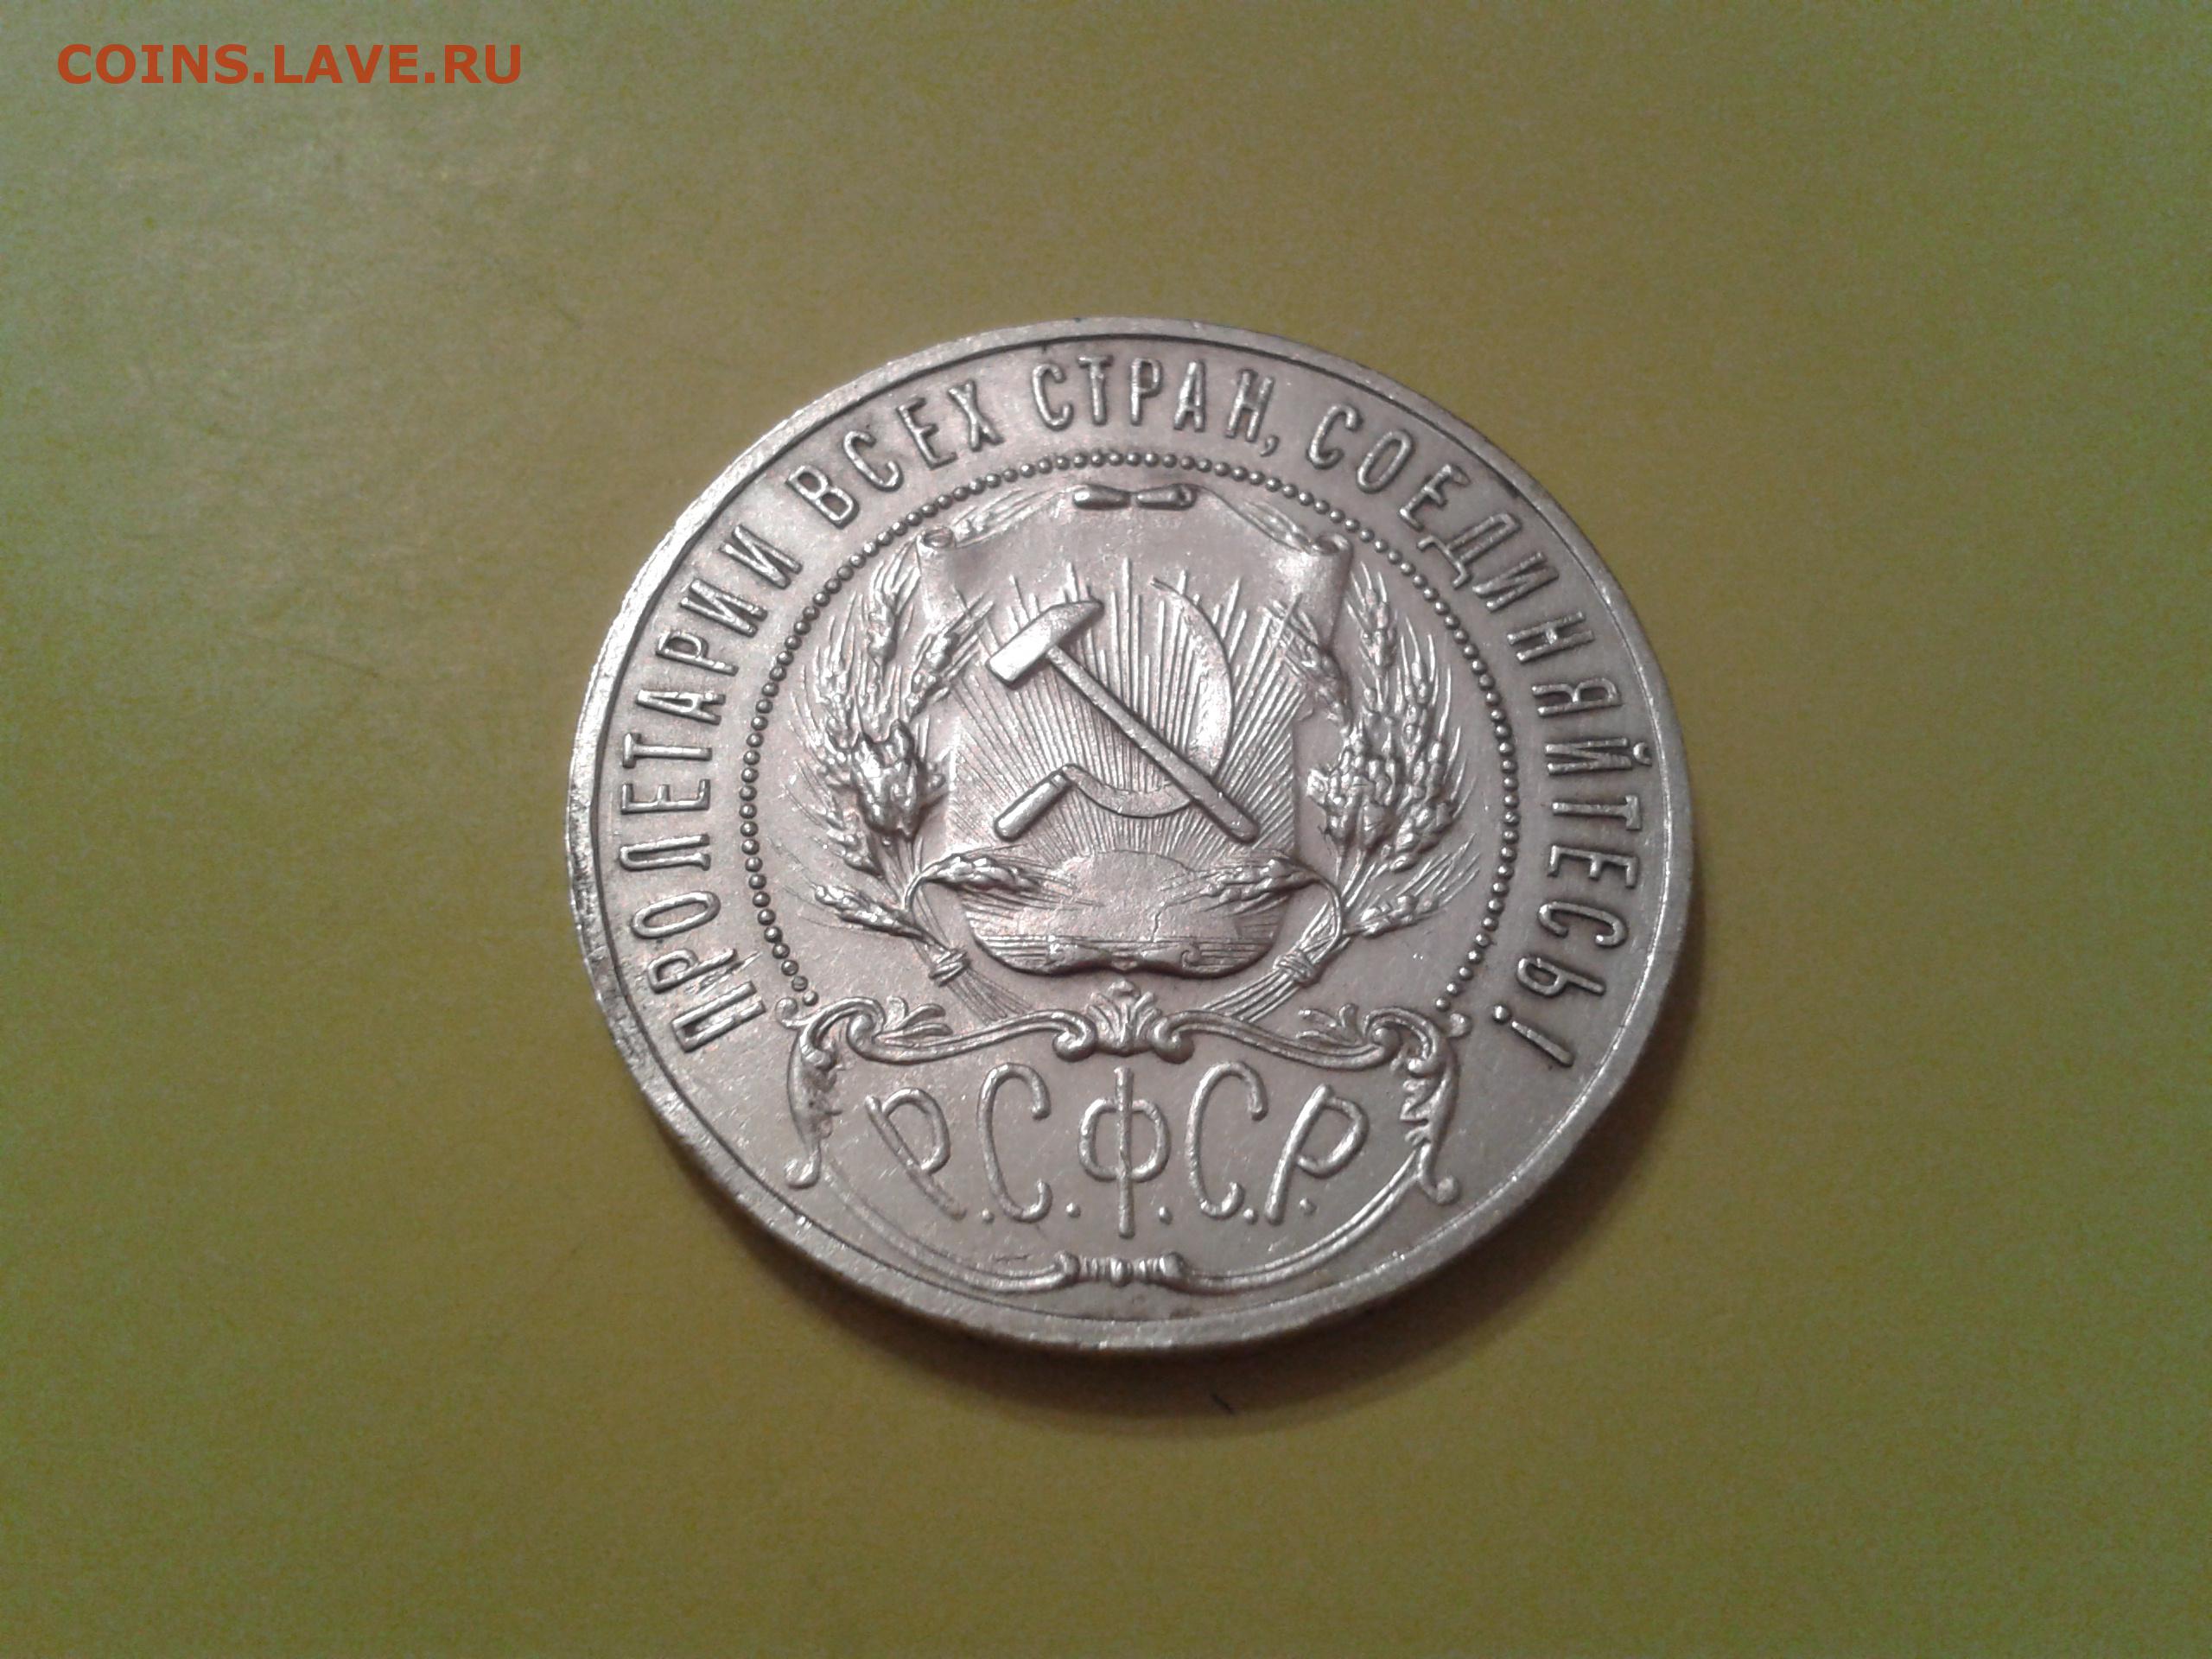 COINS.LAVE.RU
ПРОЛЕТАРИИ ВСЕХ СТРАН, СОЕДИНЯЙТЕСЬ!
Р.С.Ф.С.Р.